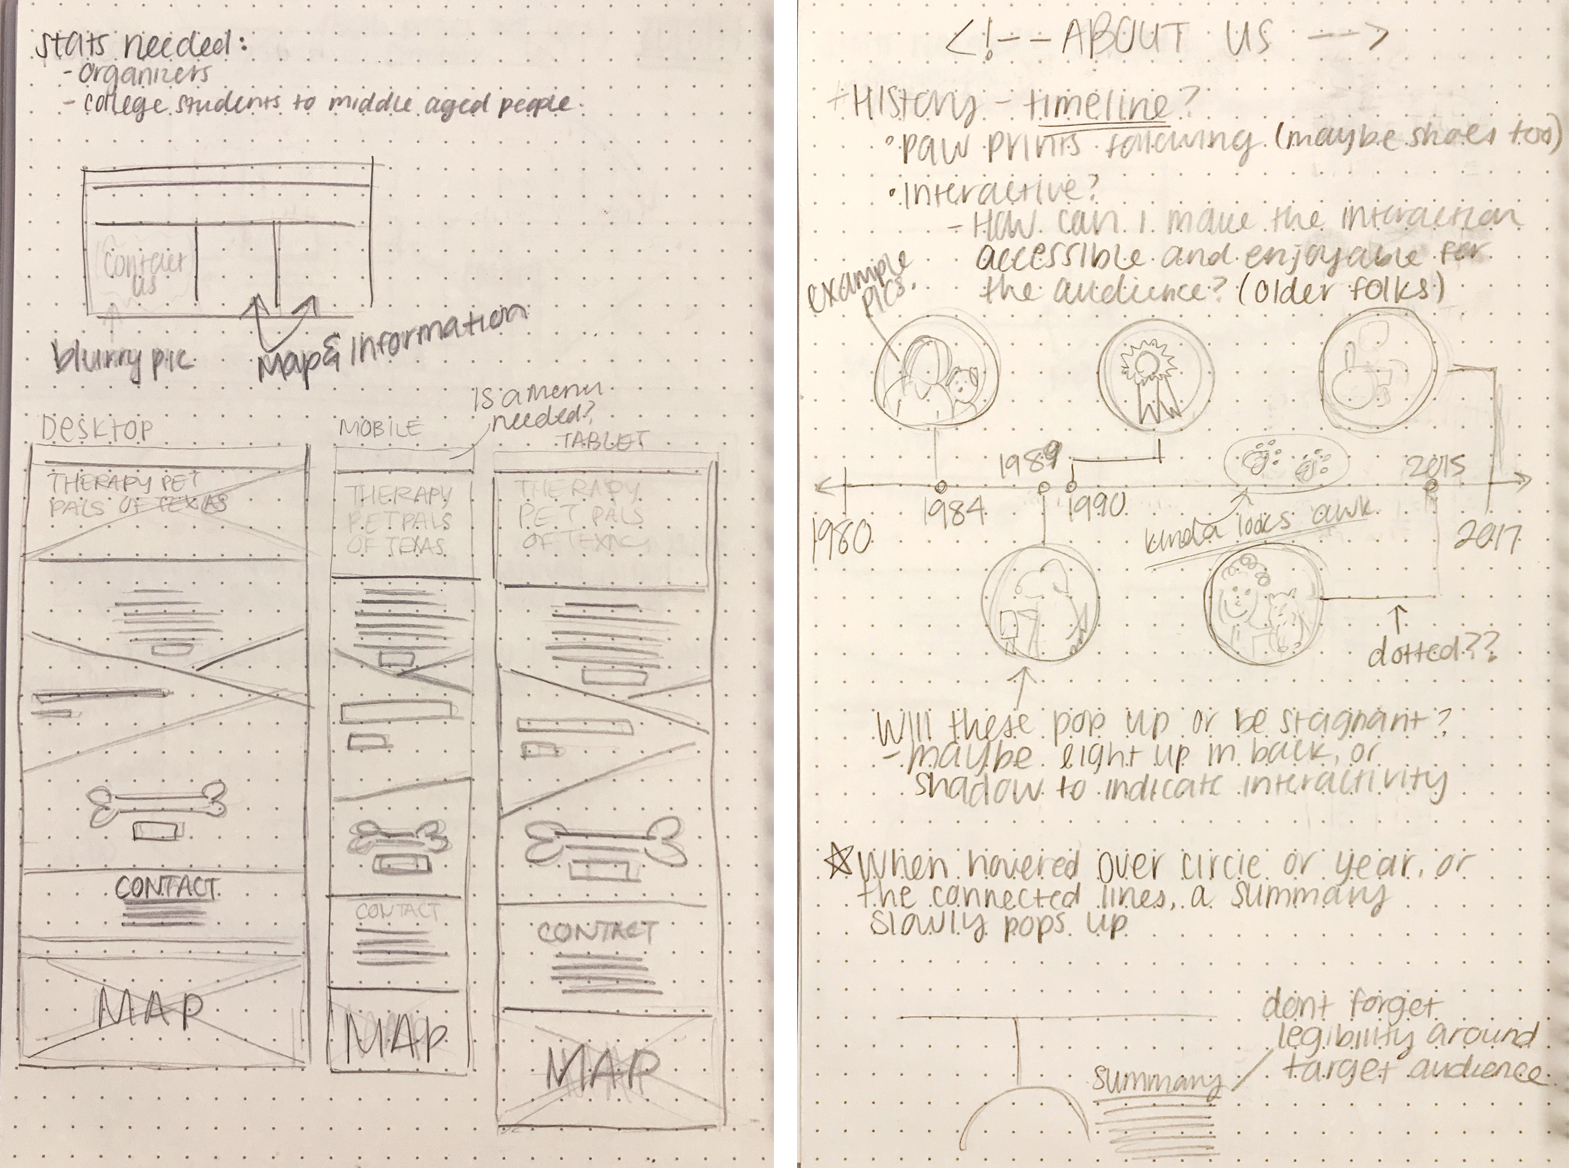 stats needed:
- organizers
- college students to middle aged people.
Contact
us
blurry pic
Map & Information
Desktop
MOBILE
Is a menu
needed?
TABLET
THERAPY PET
PALS OF TEXAS
THERAPY
PET PALS
OF TEXAS
THERAPY
PET PALS
OF TEXAS
CONTACT
CONTACT
CONTACT
MAP
MAP
MAP
<!-- ABOUT US -->
+ History - timeline?
• paw prints following (maybe shoes too)
• Interactive?
- How can I make the interaction
accessible and enjoyable for
the audience? (older folks)
example
pics.
1980
1984
1989
1990
2015
2017
kinda looks awk
dotted??
Will these pop up or be stagnant?
- maybe light up in back, or
shadow to indicate interactivity
☆ When hovered over circle or year, or
the connected lines, a summary
slowly pops up
dont forget
legibility around
target audience
summary